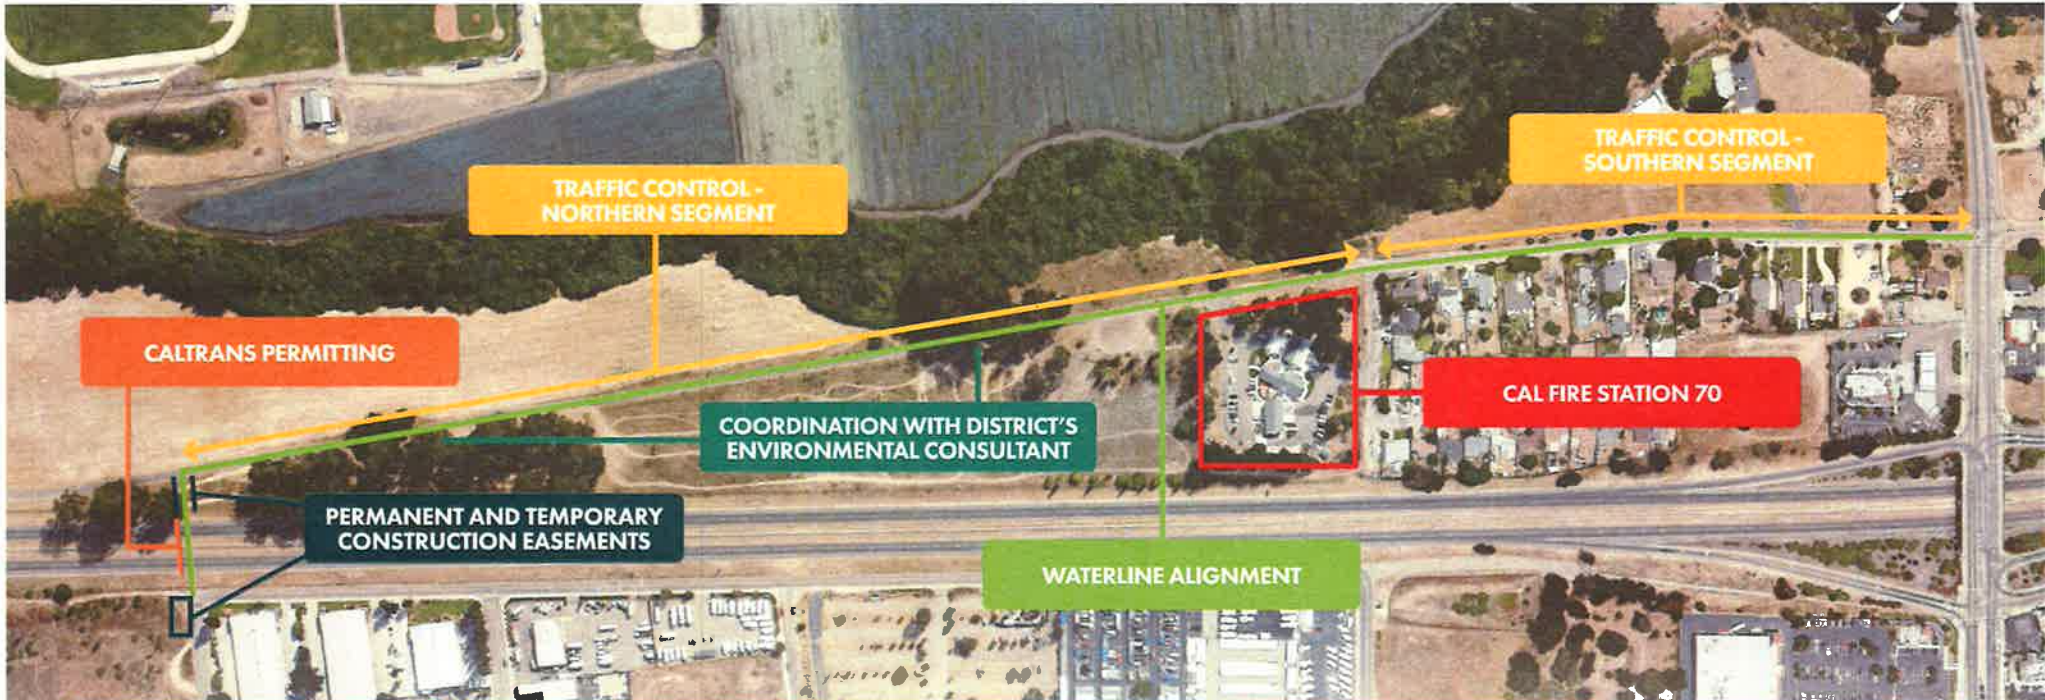 TRAFFIC CONTROL -
SOUTHERN SEGMENT
TRAFFIC CONTROL -
NORTHERN SEGMENT
CALTRANS PERMITTING
CAL FIRE STATION 70
COORDINATION WITH DISTRICT'S
ENVIRONMENTAL CONSULTANT
PERMANENT AND TEMPORARY
CONSTRUCTION EASEMENTS
WATERLINE ALIGNMENT